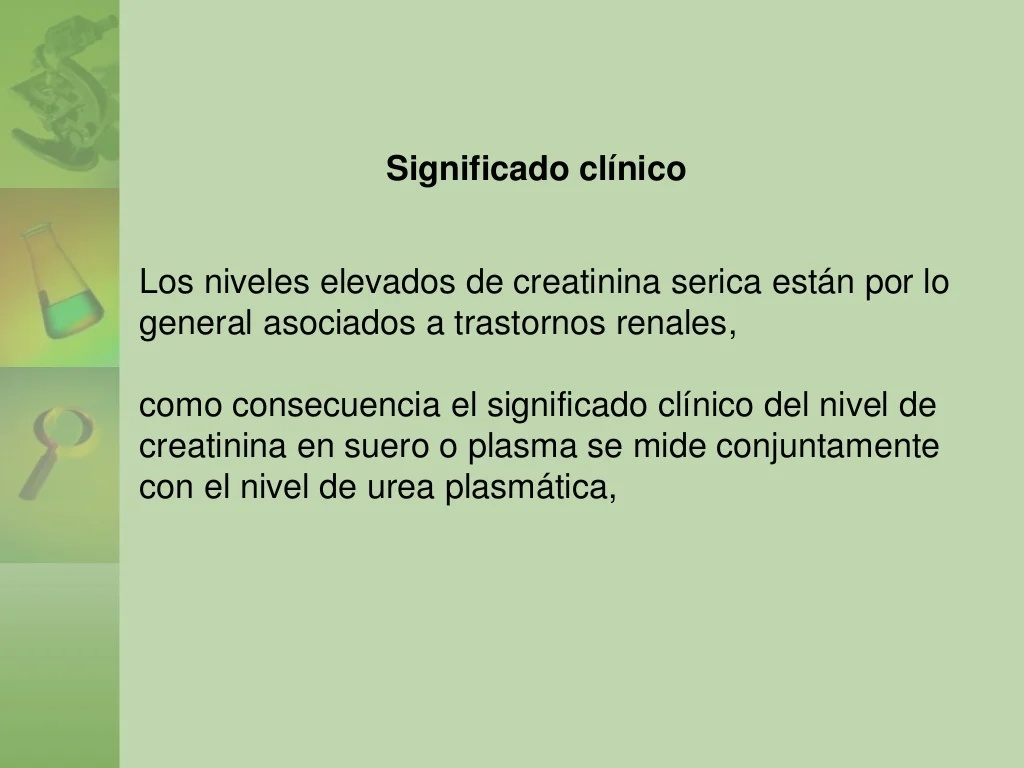 Significado clínico
Los niveles elevados de creatinina serica están por lo
general asociados a trastornos renales,
como consecuencia el significado clínico del nivel de
creatinina en suero o plasma se mide conjuntamente
con el nivel de urea plasmática,